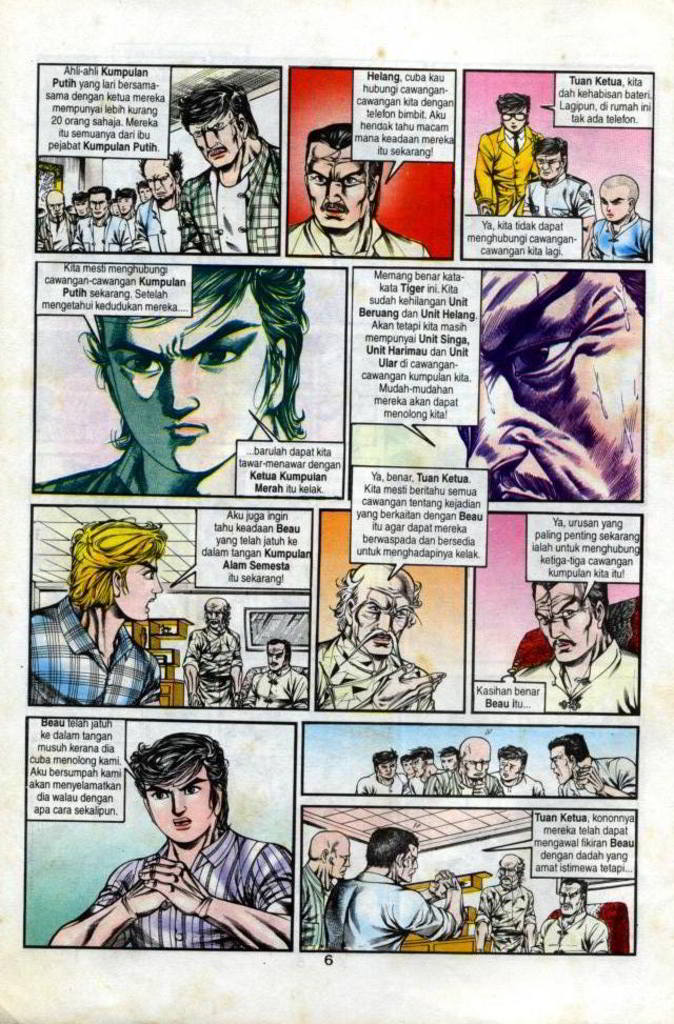 Ahli-ahli Kumpulan
Putih yang lari bersama-
sama dengan ketua mereka
mempunyai lebih kurang
20 orang sahaja. Mereka
itu semuanya dari ibu
pejabat Kumpulan Putih.
Helang, cuba kau
hubungi cawangan-
cawangan kita dengan
telefon bimbit. Aku
hendak tahu macam
mana keadaan mereka
itu sekarang!
Tuan Ketua, kita
dah kehabisan bateri.
Lagipun, di rumah ini
tak ada telefon.
Ya, kita tidak dapat
menghubungi cawangan-
cawangan kita lagi.
Kita mesti menghubungi
cawangan-cawangan Kumpulan
Putih sekarang. Setelah
mengetahui kedudukan mereka....
...barulah dapat kita
tawar-menawar dengan
Ketua Kumpulan
Merah itu kelak.
Memang benar kata-
kata Tiger ini. Kita
sudah kehilangan Unit
Beruang dan Unit Helang.
Akan tetapi kita masih
mempunyai Unit Singa,
Unit Harimau dan Unit
Ular di cawangan-
cawangan kumpulan kita.
Mudah-mudahan
mereka akan dapat
menolong kita!
Aku juga ingin
tahu keadaan Beau
yang telah jatuh ke
dalam tangan Kumpulan
Alam Semesta
itu sekarang!
Ya, benar, Tuan Ketua.
Kita mesti beritahu semua
cawangan tentang kejadian
yang berkaitan dengan Beau
itu agar dapat mereka
berwaspada dan bersedia
untuk menghadapinya kelak.
Ya, urusan yang
paling penting sekarang
ialah untuk menghubung
ketiga-tiga cawangan
kumpulan kita itu!
Kasihan benar
Beau itu...
Beau telah jatuh
ke dalam tangan
musuh kerana dia
cuba menolong kami.
Aku bersumpah kami
akan menyelamatkan
dia walau dengan
apa cara sekalipun.
Tuan Ketua, kononnya
mereka telah dapat
mengawal fikiran Beau
dengan dadah yang
amat istimewa tetapi...
6